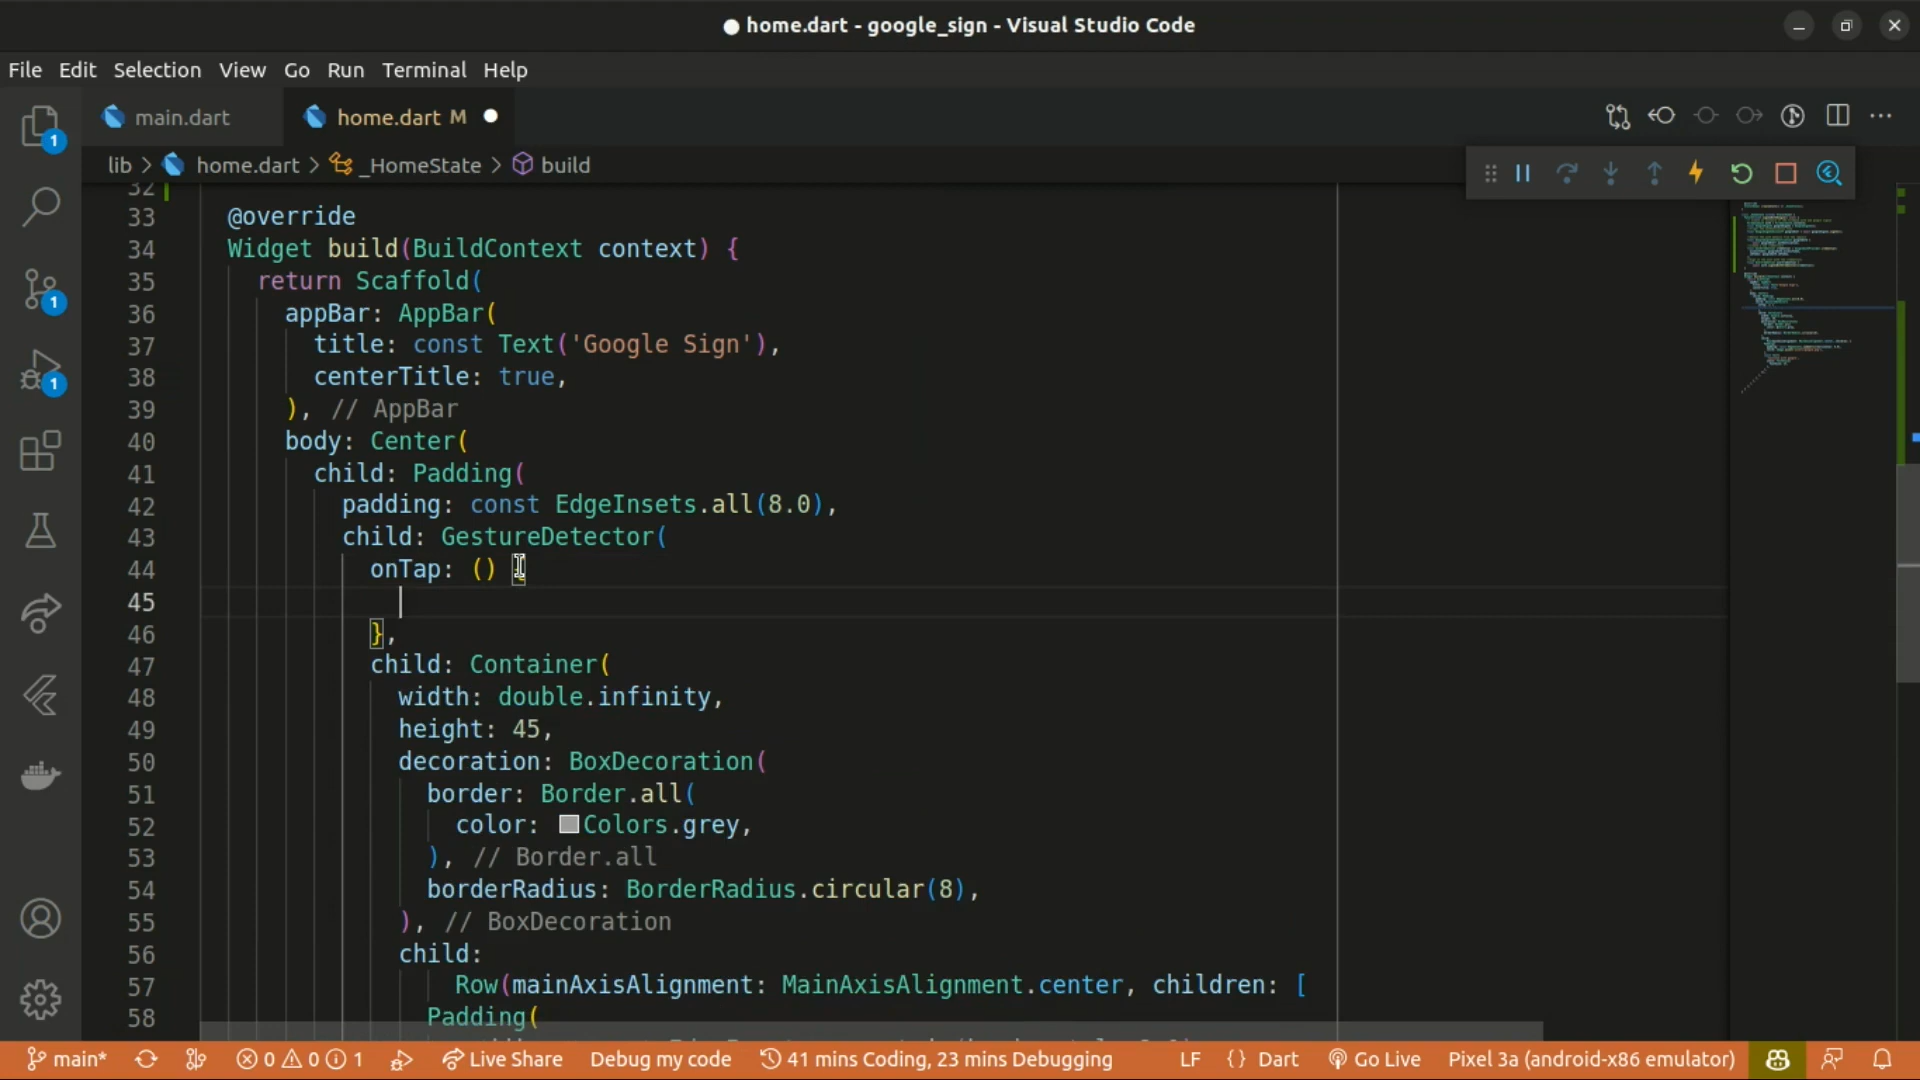 home.dart - google_sign - Visual Studio Code
File Edit Selection View Go Run Terminal Help
main.dart home.dart M
lib > home.dart > _HomeState > build
32
33 @override
34 Widget build(BuildContext context) {
35 return Scaffold(
36 appBar: AppBar(
37 title: const Text('Google Sign'),
38 centerTitle: true,
39 ), // AppBar
40 body: Center(
41 child: Padding(
42 padding: const EdgeInsets.all(8.0),
43 child: GestureDetector(
44 onTap: () {
45
46 },
47 child: Container(
48 width: double.infinity,
49 height: 45,
50 decoration: BoxDecoration(
51 border: Border.all(
52 color: Colors.grey,
53 ), // Border.all
54 borderRadius: BorderRadius.circular(8),
55 ), // BoxDecoration
56 child:
57 Row(mainAxisAlignment: MainAxisAlignment.center, children: [
58 Padding(
1
1
1
main* 0 0 1 Live Share Debug my code 41 mins Coding, 23 mins Debugging LF {} Dart Go Live Pixel 3a (android-x86 emulator)